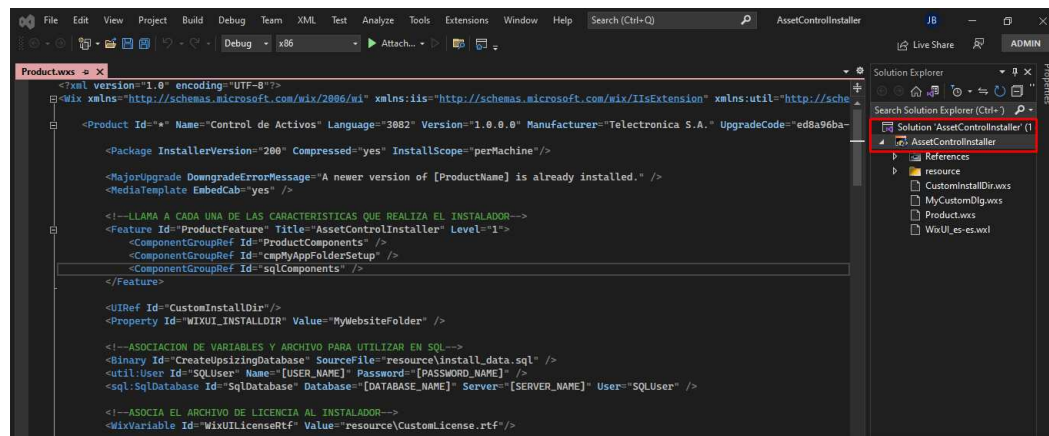 File Edit View Project Build Debug Team XML Test Analyze Tools Extensions Window Help Search (Ctrl+Q) AssetControlInstaller JB
Debug x86 Attach... Live Share ADMIN
Product.wxs
<?xml version="1.0" encoding="UTF-8"?>
<Wix xmlns="http://schemas.microsoft.com/wix/2006/wi" xmlns:iis="http://schemas.microsoft.com/wix/IIsExtension" xmlns:util="http://sche
<Product Id="*" Name="Control de Activos" Language="3082" Version="1.0.0.0" Manufacturer="Telectronica S.A." UpgradeCode="ed8a96ba-
<Package InstallerVersion="200" Compressed="yes" InstallScope="perMachine"/>
<MajorUpgrade DowngradeErrorMessage="A newer version of [ProductName] is already installed." />
<MediaTemplate EmbedCab="yes" />
<!--LLAMA A CADA UNA DE LAS CARACTERISTICAS QUE REALIZA EL INSTALADOR-->
<Feature Id="ProductFeature" Title="AssetControlInstaller" Level="1">
<ComponentGroupRef Id="ProductComponents" />
<ComponentGroupRef Id="cmpMyAppFolderSetup" />
<ComponentGroupRef Id="sqlComponents" />
</Feature>
<UIRef Id="CustomInstallDir"/>
<Property Id="WIXUI_INSTALLDIR" Value="MyWebsiteFolder" />
<!--ASOCIACION DE VARIABLES Y ARCHIVO PARA UTILIZAR EN SQL-->
<Binary Id="CreateUpsizingDatabase" SourceFile="resource\install_data.sql" />
<util:User Id="SQLUser" Name="[USER_NAME]" Password="[PASSWORD_NAME]" />
<sql:SqlDatabase Id="SqlDatabase" Database="[DATABASE_NAME]" Server="[SERVER_NAME]" User="SQLUser" />
<!--ASOCIA EL ARCHIVO DE LICENCIA AL INSTALADOR-->
<WixVariable Id="WixUILicenseRtf" Value="resource\CustomLicense.rtf"/>
Solution Explorer
Search Solution Explorer (Ctrl+)
Solution 'AssetControlInstaller' (1
AssetControlInstaller
References
resource
CustomInstallDir.wxs
MyCustomDlg.wxs
Product.wxs
WixUI_es-es.wxl
Properties